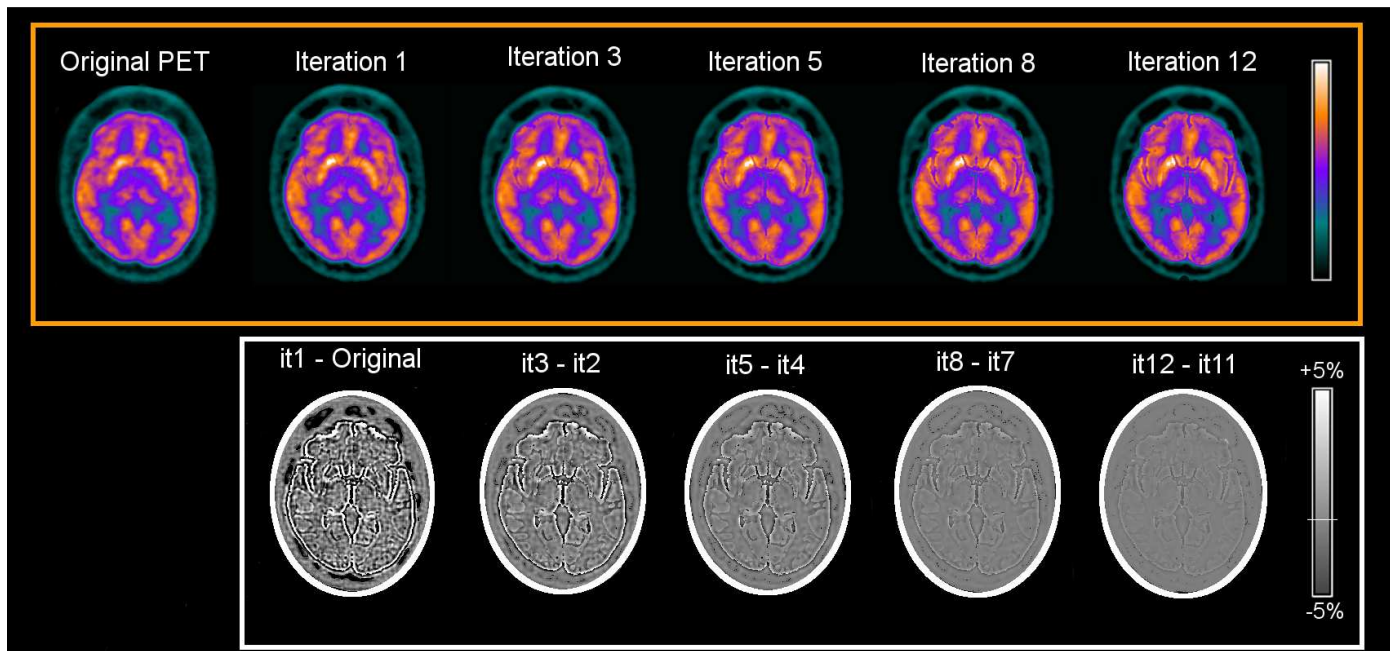 Original PET
Iteration 1
Iteration 3
Iteration 5
Iteration 8
Iteration 12
it1 - Original
it3 - it2
it5 - it4
it8 - it7
it12 - it11
+5%
-5%